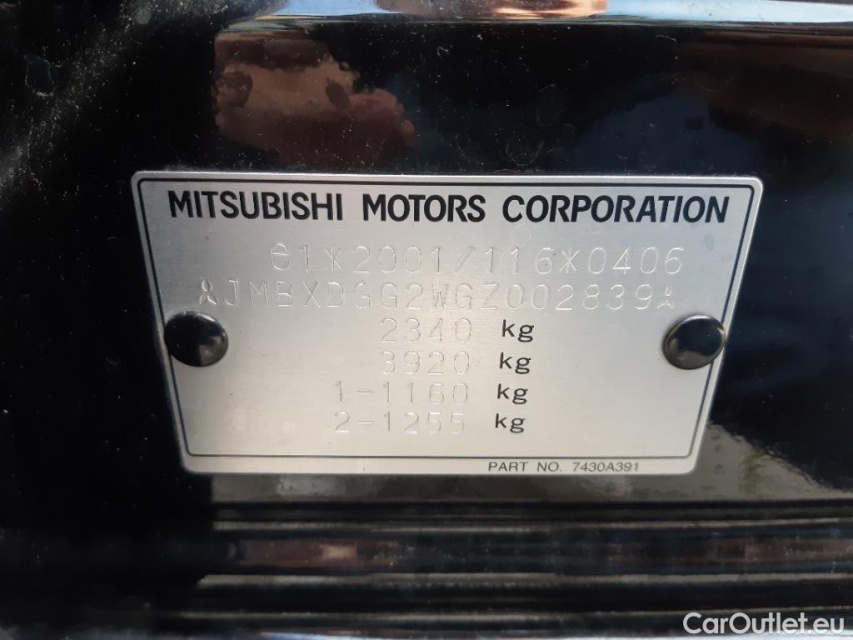 MITSUBISHI MOTORS CORPORATION
e1*2001/116*0406
JMBXDGG2WGZ002839
2340 kg
3920 kg
1-1160 kg
2-1255 kg
PART NO. 7430A391
CarOutlet.eu